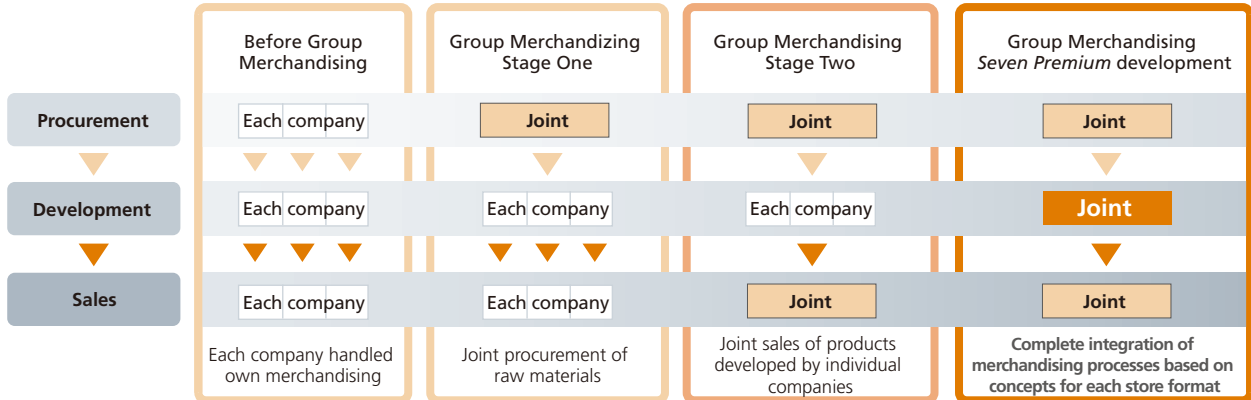 Before Group
Merchandising
Group Merchandizing
Stage One
Group Merchandising
Stage Two
Group Merchandising
Seven Premium development
Procurement
Each company
Joint
Joint
Joint
Development
Each company
Each company
Each company
Joint
Sales
Each company
Each company
Joint
Joint
Each company handled
own merchandising
Joint procurement of
raw materials
Joint sales of products
developed by individual
companies
Complete integration of
merchandising processes based on
concepts for each store format